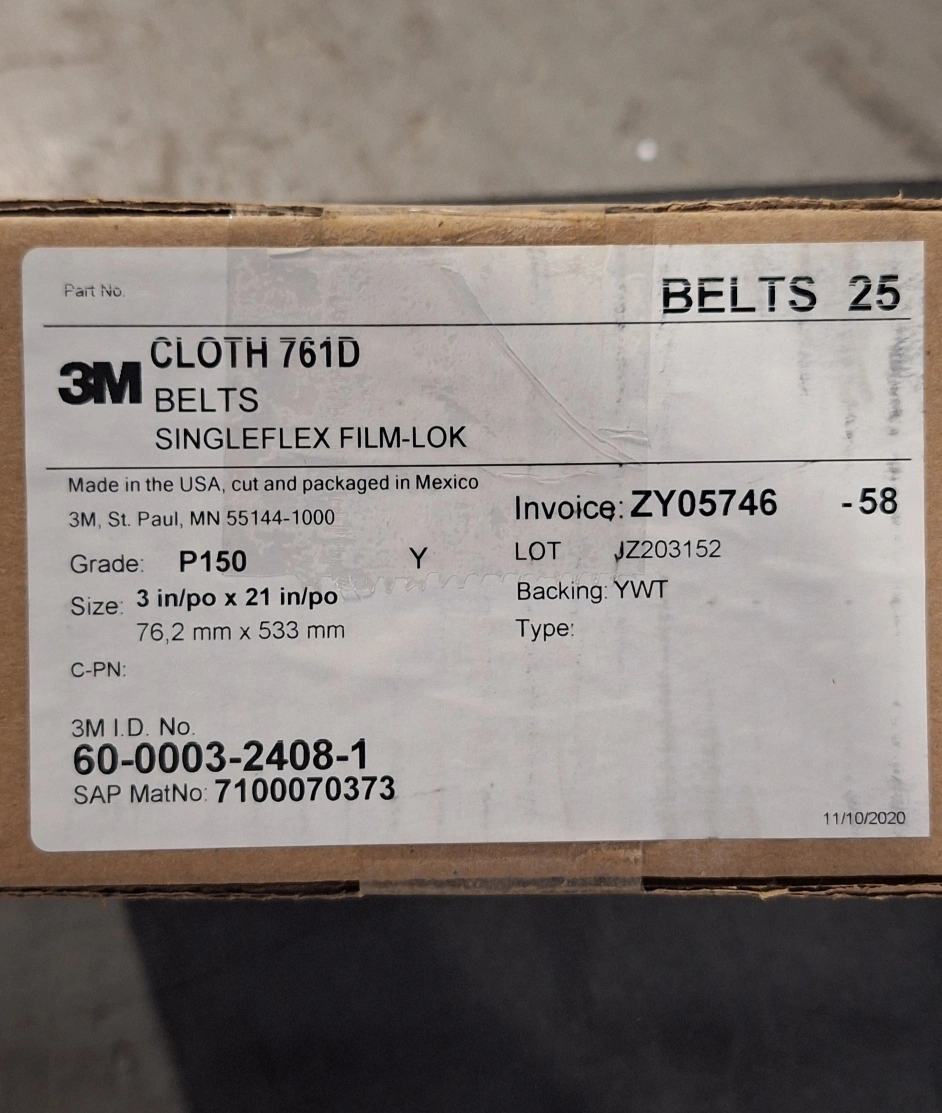 Part No.
BELTS 25
3M
CLOTH 761D
BELTS
SINGLEFLEX FILM-LOK
Made in the USA, cut and packaged in Mexico
3M, St. Paul, MN 55144-1000
Invoice: ZY05746 -58
Grade: P150 Y
LOT JZ203152
Size: 3 in/po x 21 in/po
76,2 mm x 533 mm
Backing: YWT
Type:
C-PN:
3M I.D. No.
60-0003-2408-1
SAP MatNo: 7100070373
11/10/2020